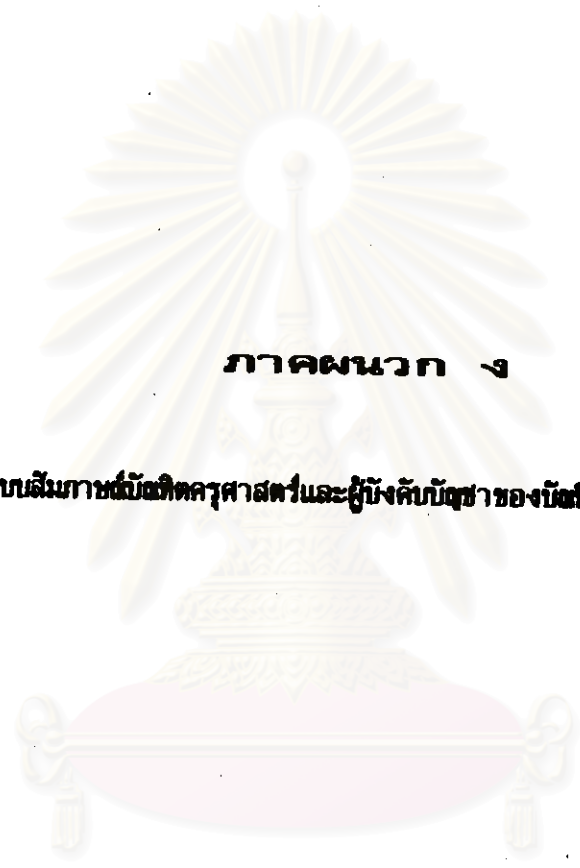 ภาคผนวก ง
บบสัมภาษณ์บัณฑิตครุศาสตร์และผู้บังคับบัญชาของบัณฑ